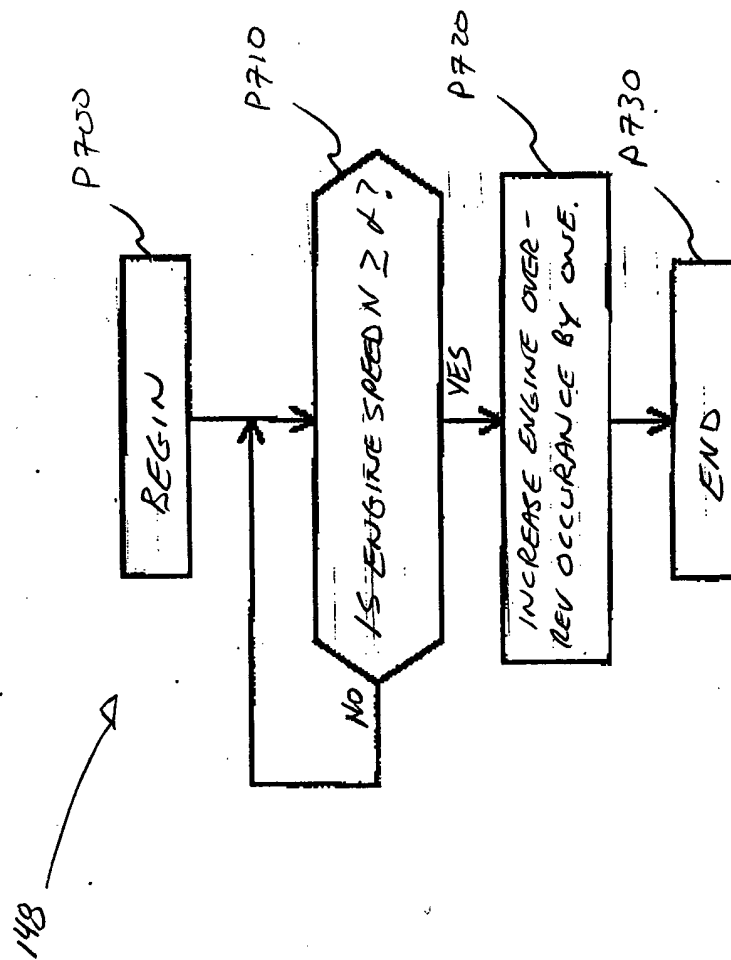 148
P700
BEGIN
P710
IS ENGINE SPEED N ≥ α?
NO
YES
P720
INCREASE ENGINE OVER-
REV OCCURANCE BY ONE.
P730
END